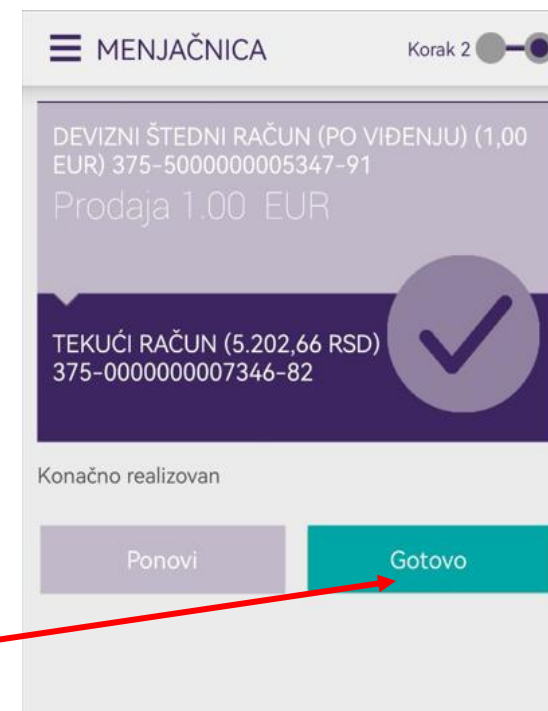 MENJAČNICA
Korak 2
DEVIZNI ŠTEDNI RAČUN (PO VIĐENJU) (1,00
EUR) 375-5000000005347-91
Prodaja 1.00 EUR
TEKUĆI RAČUN (5.202,66 RSD)
375-0000000007346-82
Konačno realizovan
Ponovi
Gotovo